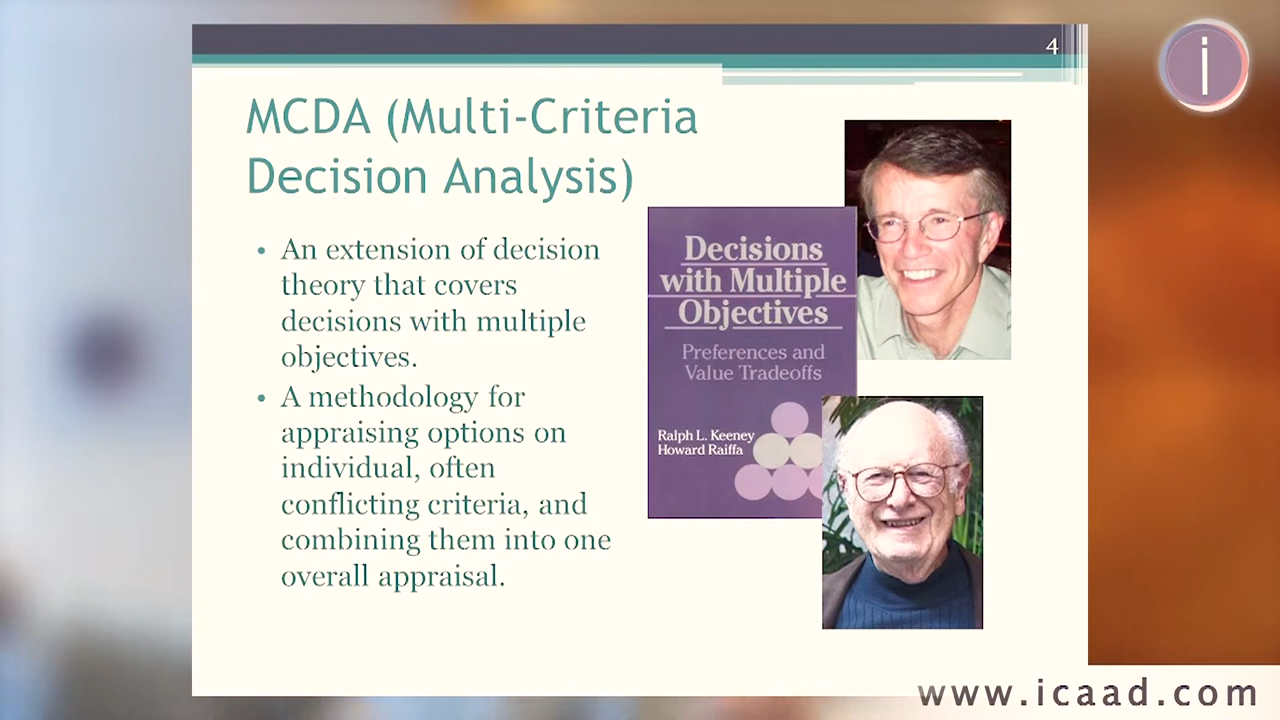 4
i
MCDA (Multi-Criteria
Decision Analysis)
• An extension of decision
theory that covers
decisions with multiple
objectives.
• A methodology for
appraising options on
individual, often
conflicting criteria, and
combining them into one
overall appraisal.
Decisions
with Multiple
Objectives
Preferences and
Value Tradeoffs
Ralph L. Keeney
Howard Raiffa
www.icaad.com